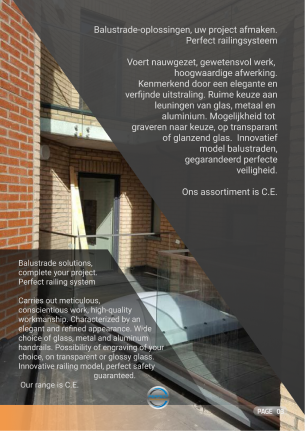 Balustrade-oplossingen, uw project afmaken.
Perfect railingsysteem
Voert nauwgezet, gewetensvol werk,
hoogwaardige afwerking.
Kenmerkend door een elegante en
verfijnde uitstraling. Ruime keuze aan
leuningen van glas, metaal en
aluminium. Mogelijkheid tot
graveren naar keuze, op transparant
of glanzend glas. Innovatief
model balustraden,
gegarandeerd perfecte
veiligheid.
Ons assortiment is C.E.
Balustrade solutions,
complete your project.
Perfect railing system
Carries out meticulous,
conscientious work, high-quality
workmanship. Characterized by an
elegant and refined appearance. Wide
choice of glass, metal and aluminum
handrails. Possibility of engraving of your
choice, on transparent or glossy glass.
Innovative railing model, perfect safety
guaranteed.
Our range is C.E.
PAGE